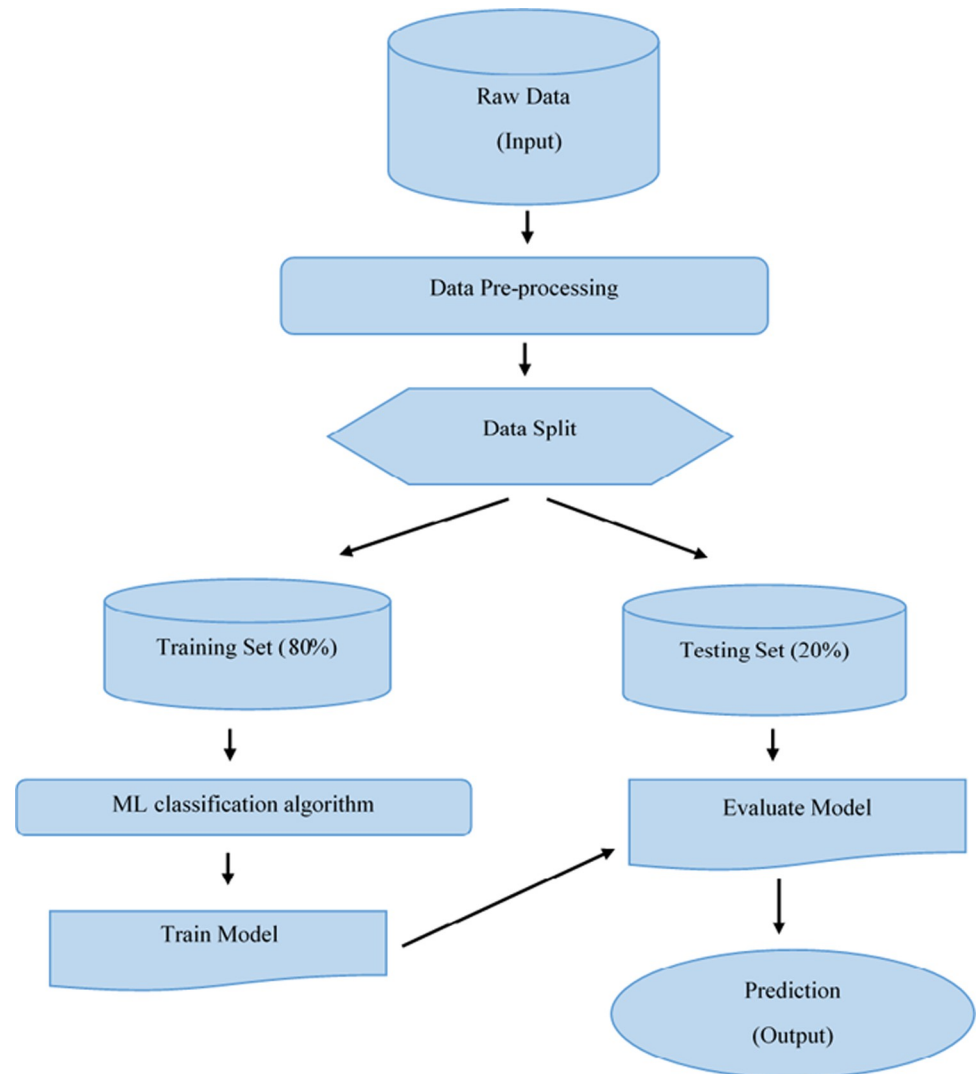 Raw Data
(Input)
Data Pre-processing
Data Split
Training Set (80%)
Testing Set (20%)
ML classification algorithm
Evaluate Model
Train Model
Prediction
(Output)